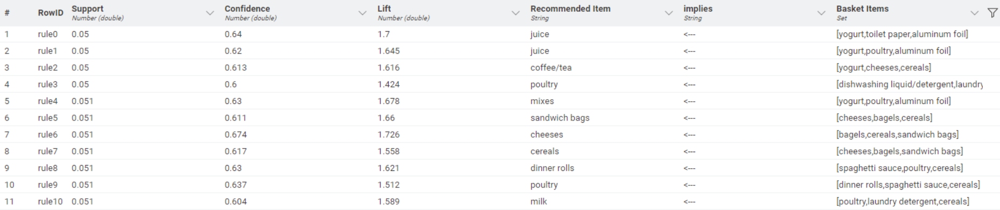 # RowID Support Confidence Lift Recommended Item implies Basket Items
Number (double) Number (double) Number (double) String String Set
1 rule0 0.05 0.64 1.7 juice <--- [yogurt,toilet paper,aluminum foil]
2 rule1 0.05 0.62 1.645 juice <--- [yogurt,poultry,aluminum foil]
3 rule2 0.05 0.613 1.616 coffee/tea <--- [yogurt,cheeses,cereals]
4 rule3 0.05 0.6 1.424 poultry <--- [dishwashing liquid/detergent,laundry
5 rule4 0.051 0.63 1.678 mixes <--- [yogurt,poultry,aluminum foil]
6 rule5 0.051 0.611 1.66 sandwich bags <--- [cheeses,bagels,cereals]
7 rule6 0.051 0.674 1.726 cheeses <--- [bagels,cereals,sandwich bags]
8 rule7 0.051 0.617 1.558 cereals <--- [cheeses,bagels,sandwich bags]
9 rule8 0.051 0.63 1.621 dinner rolls <--- [spaghetti sauce,poultry,cereals]
10 rule9 0.051 0.637 1.512 poultry <--- [dinner rolls,spaghetti sauce,cereals]
11 rule10 0.051 0.604 1.589 milk <--- [poultry,laundry detergent,cereals]